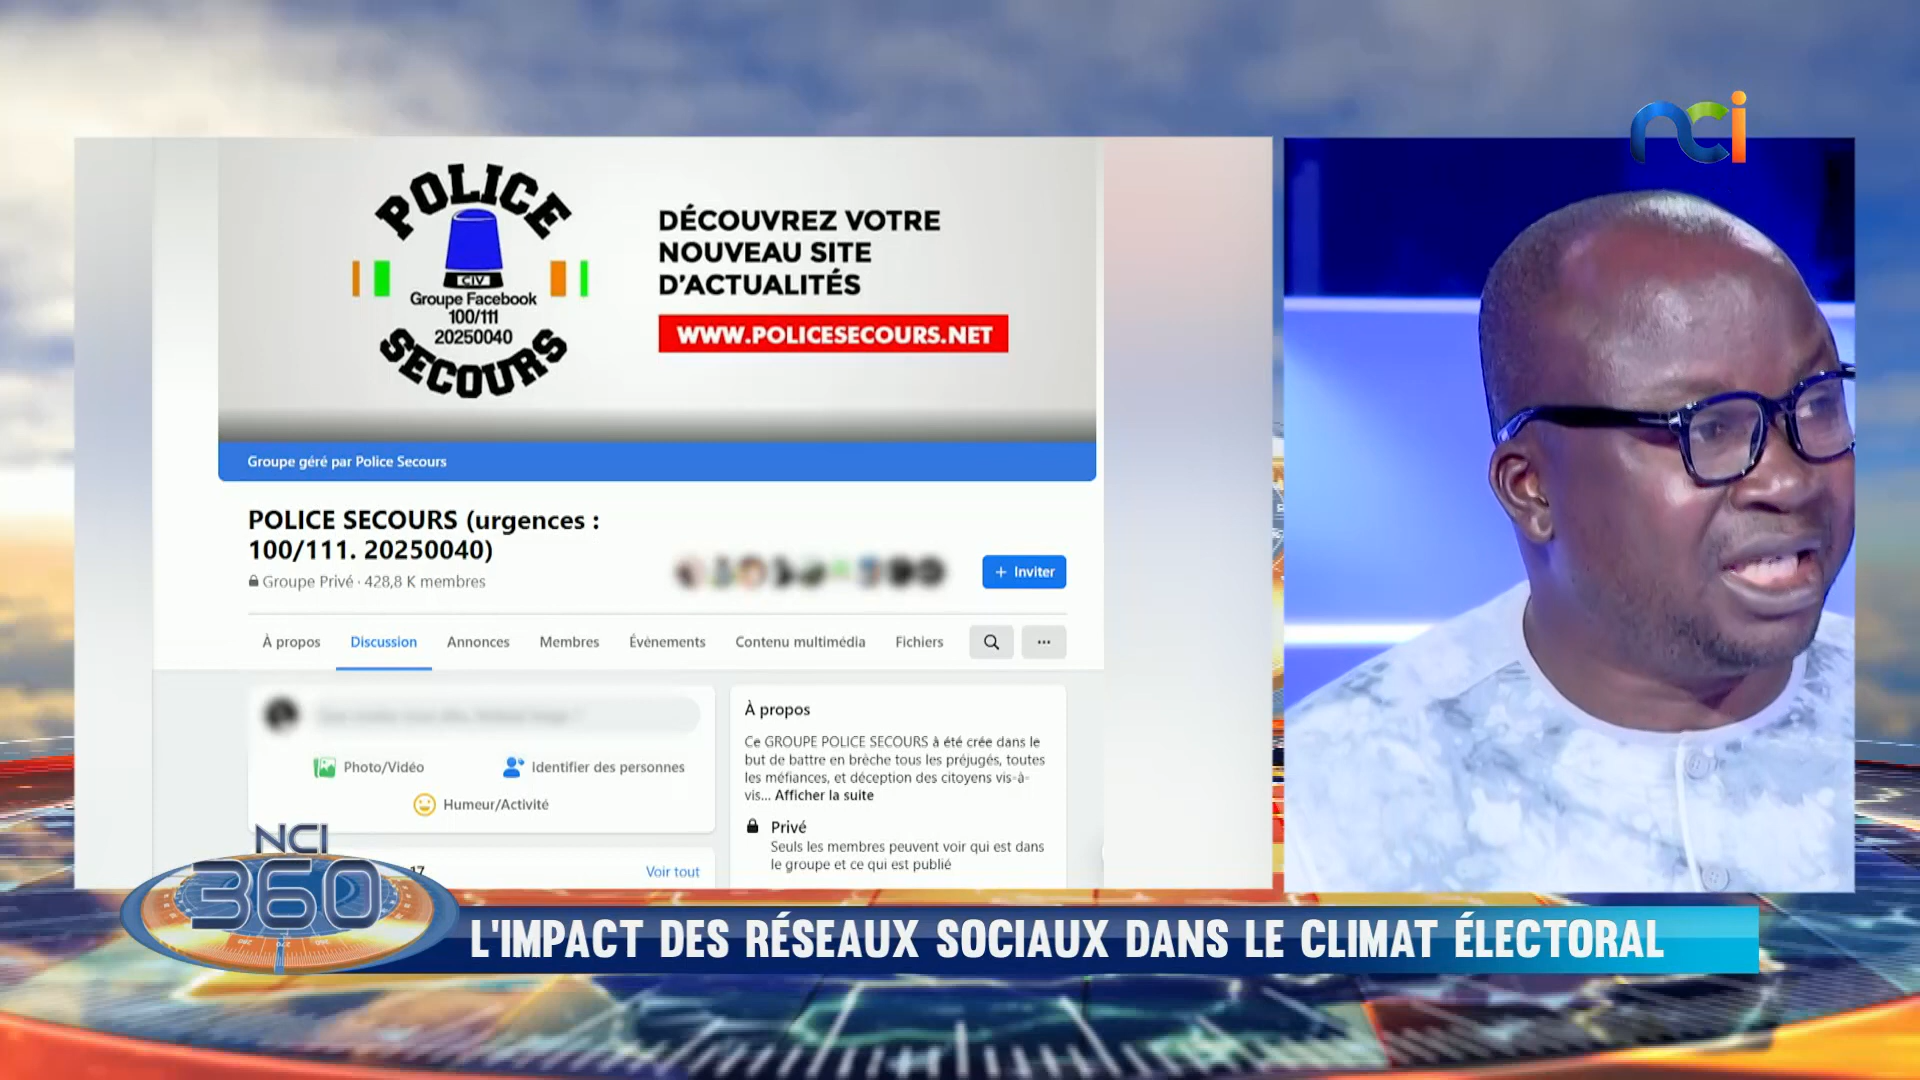 nci
POLICE
CIV
Groupe Facebook
100/111
20250040
SECOURS
DÉCOUVREZ VOTRE
NOUVEAU SITE
D'ACTUALITÉS
WWW.POLICESECOURS.NET
Groupe géré par Police Secours
POLICE SECOURS (urgences :
100/111. 20250040)
Groupe Privé · 428,8 K membres
+ Inviter
À propos Discussion Annonces Membres Évènements Contenu multimédia Fichiers
Photo/Vidéo
Identifier des personnes
Humeur/Activité
17
Voir tout
À propos
Ce GROUPE POLICE SECOURS à été crée dans le
but de battre en brèche tous les préjugés, toutes
les méfiances, et déception des citoyens vis-à-
vis... Afficher la suite
Privé
Seuls les membres peuvent voir qui est dans
le groupe et ce qui est publié
NCI
360
L'IMPACT DES RÉSEAUX SOCIAUX DANS LE CLIMAT ÉLECTORAL